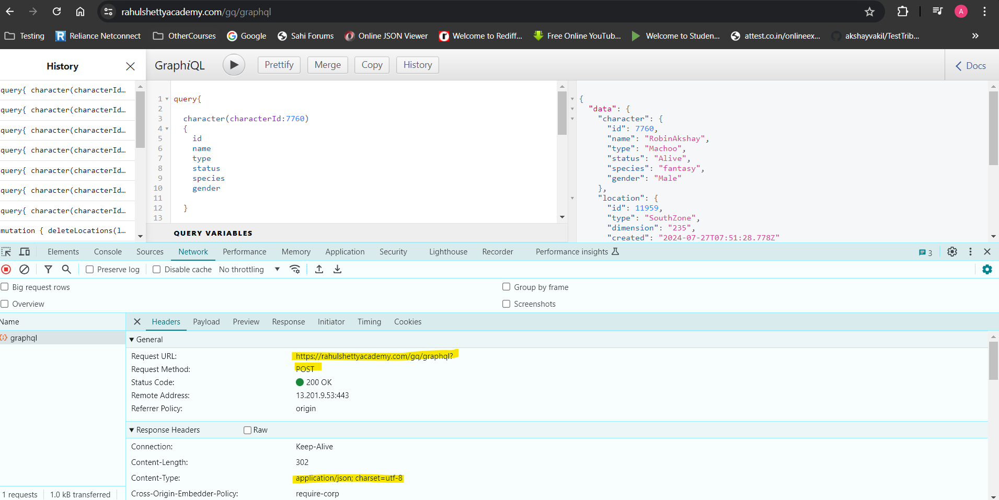 rahulshettyacademy.com/gq/graphql
A
Testing
Reliance Netconnect
OtherCourses
Google
Sahi Forums
Online JSON Viewer
Welcome to Rediff...
Free Online YouTub...
Welcome to Studen...
attest.co.in/onlineex...
akshayvakil/TestTrib...
History
query{ character(characterId...
query{ character(characterId...
query{ character(characterId...
query{ character(characterId...
query{ character(characterId...
query{ character(characterId...
query{ character(characterId...
mutation { deleteLocations(l...
GraphiQL
Prettify
Merge
Copy
History
Docs
1 query{
2
3 character(characterId:7760)
4 {
5 id
6 name
7 type
8 status
9 species
10 gender
11
12 }
13
QUERY VARIABLES
{
"data": {
"character": {
"id": 7760,
"name": "RobinAkshay",
"type": "Machoo",
"status": "Alive",
"species": "fantasy",
"gender": "Male"
},
"location": {
"id": 11959,
"type": "SouthZone",
"dimension": "235",
"created": "2024-07-27T07:51:28.778Z"
Elements
Console
Sources
Network
Performance
Memory
Application
Security
Lighthouse
Recorder
Performance insights
3
Preserve log
Disable cache
No throttling
Big request rows
Group by frame
Overview
Screenshots
Name
graphql
Headers
Payload
Preview
Response
Initiator
Timing
Cookies
General
Request URL: https://rahulshettyacademy.com/gq/graphql?
Request Method: POST
Status Code: 200 OK
Remote Address: 13.201.9.53:443
Referrer Policy: origin
Response Headers
Raw
Connection: Keep-Alive
Content-Length: 302
Content-Type: application/json; charset=utf-8
Cross-Origin-Embedder-Policy: require-corp
1 requests
1.0 kB transferred